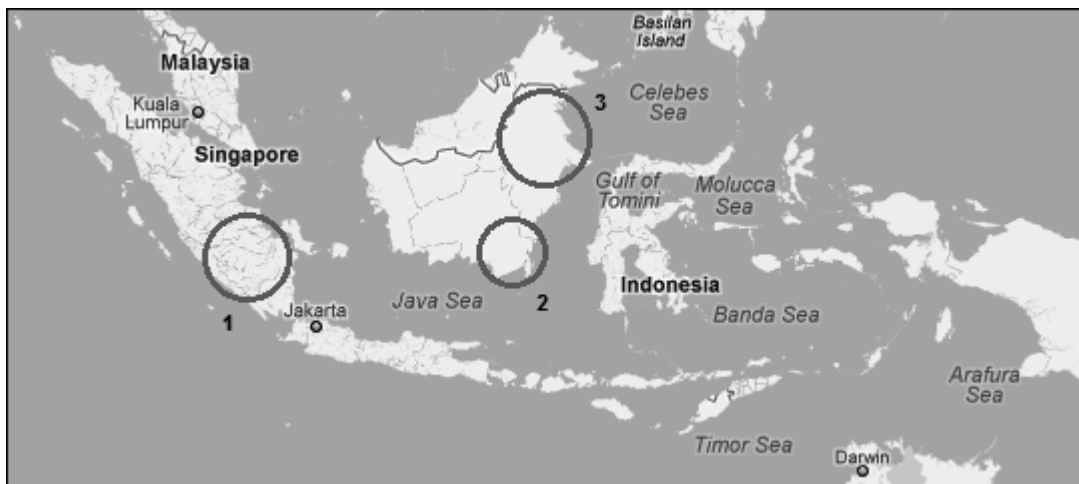 Basilan
Island
Malaysia
Kuala
Lumpur
3
Celebes
Sea
Singapore
Gulf of
Tomini
Molucca
Sea
Indonesia
Java Sea
2
Jakarta
1
Banda Sea
Arafura
Sea
Timor Sea
Darwin